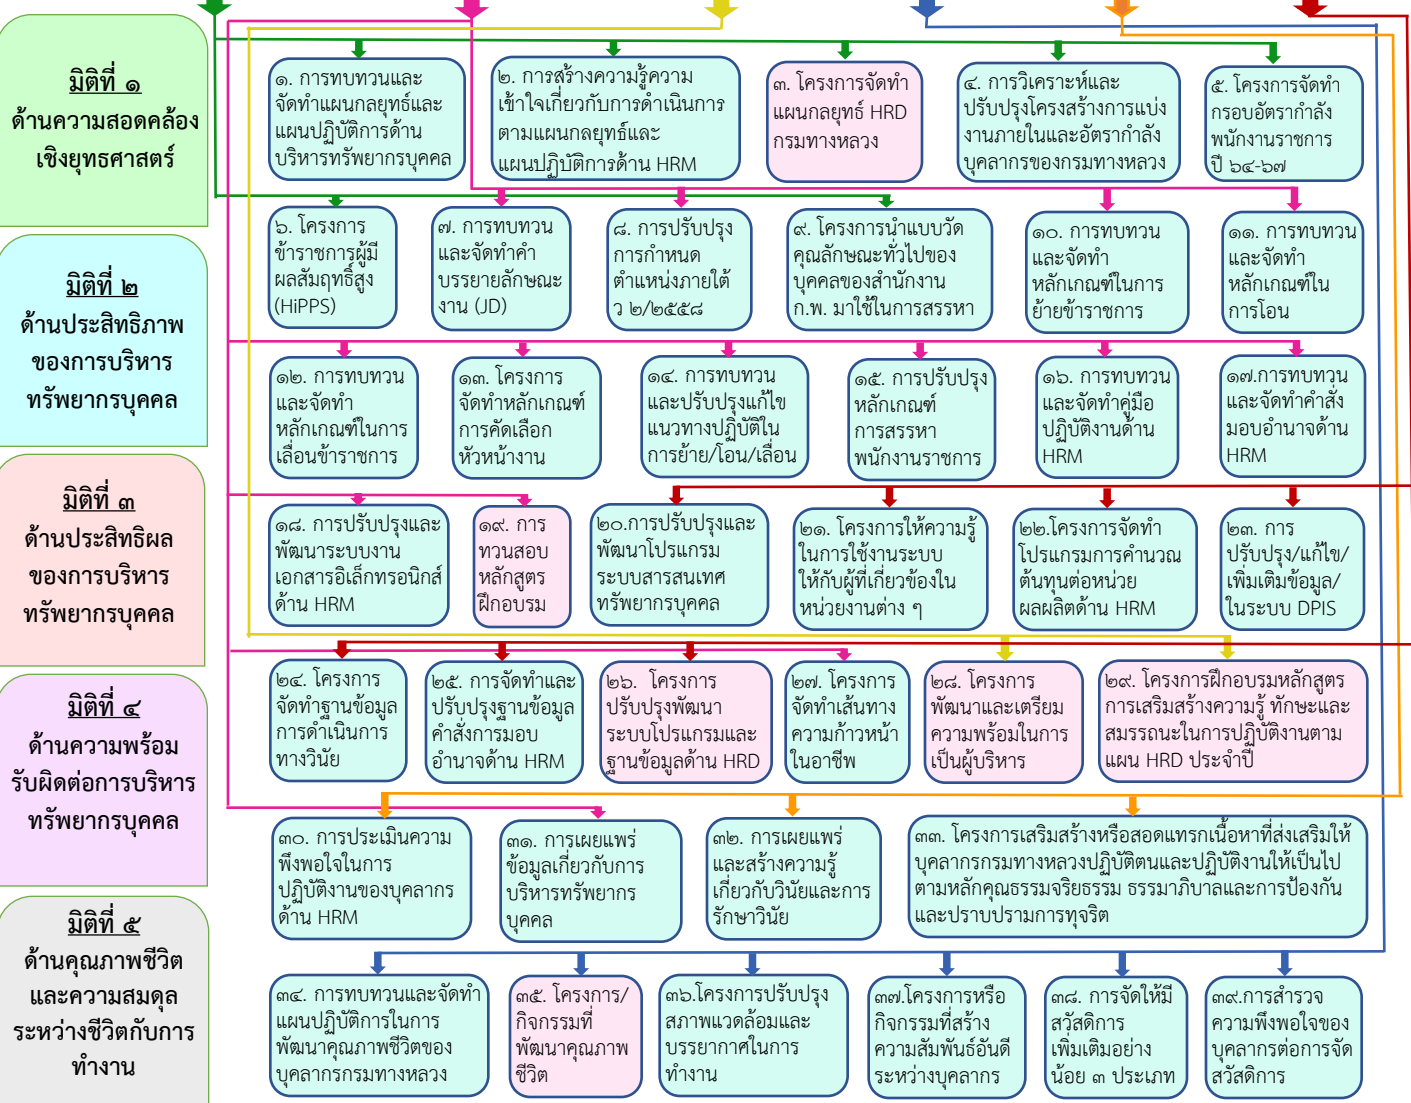 มิติที่ ๑
ด้านความสอดคล้อง
เชิงยุทธศาสตร์
๑. การทบทวนและ
จัดทำแผนกลยุทธ์และ
แผนปฏิบัติการด้าน
บริหารทรัพยากรบุคคล
๒. การสร้างความรู้ความ
เข้าใจเกี่ยวกับการดำเนินการ
ตามแผนกลยุทธ์และ
แผนปฏิบัติการด้าน HRM
๓. โครงการจัดทำ
แผนกลยุทธ์ HRD
กรมทางหลวง
๔. การวิเคราะห์และ
ปรับปรุงโครงสร้างการแบ่ง
งานภายในและอัตรากำลัง
บุคลากรของกรมทางหลวง
๕. โครงการจัดทำ
กรอบอัตรากำลัง
พนักงานราชการ
ปี ๖๔-๖๗
๖. โครงการ
ข้าราชการผู้มี
ผลสัมฤทธิ์สูง
(HiPPS)
๗. การทบทวน
และจัดทำคำ
บรรยายลักษณะ
งาน (JD)
๘. การปรับปรุง
การกำหนด
ตำแหน่งภายใต้
ว ๒/๒๕๕๘
๙. โครงการนำแบบวัด
คุณลักษณะทั่วไปของ
บุคคลของสำนักงาน
ก.พ. มาใช้ในการสรรหา
๑๐. การทบทวน
และจัดทำ
หลักเกณฑ์ในการ
ย้ายข้าราชการ
๑๑. การทบทวน
และจัดทำ
หลักเกณฑ์ใน
การโอน
มิติที่ ๒
ด้านประสิทธิภาพ
ของการบริหาร
ทรัพยากรบุคคล
๑๒. การทบทวน
และจัดทำ
หลักเกณฑ์ในการ
เลื่อนข้าราชการ
๑๓. โครงการ
จัดทำหลักเกณฑ์
การคัดเลือก
หัวหน้างาน
๑๔. การทบทวน
และปรับปรุงแก้ไข
แนวทางปฏิบัติใน
การย้าย/โอน/เลื่อน
๑๕. การปรับปรุง
หลักเกณฑ์
การสรรหา
พนักงานราชการ
๑๖. การทบทวน
และจัดทำคู่มือ
ปฏิบัติงานด้าน
HRM
๑๗.การทบทวน
และจัดทำคำสั่ง
มอบอำนาจด้าน
HRM
มิติที่ ๓
ด้านประสิทธิผล
ของการบริหาร
ทรัพยากรบุคคล
๑๘. การปรับปรุงและ
พัฒนาระบบงาน
เอกสารอิเล็กทรอนิกส์
ด้าน HRM
๑๙. การ
ทวนสอบ
หลักสูตร
ฝึกอบรม
๒๐.การปรับปรุงและ
พัฒนาโปรแกรม
ระบบสารสนเทศ
ทรัพยากรบุคคล
๒๑. โครงการให้ความรู้
ในการใช้งานระบบ
ให้กับผู้ที่เกี่ยวข้องใน
หน่วยงานต่าง ๆ
๒๒.โครงการจัดทำ
โปรแกรมการคำนวณ
ต้นทุนต่อหน่วย
ผลผลิตด้าน HRM
๒๓. การ
ปรับปรุง/แก้ไข/
เพิ่มเติมข้อมูล/
ในระบบ DPIS
มิติที่ ๔
ด้านความพร้อม
รับผิดต่อการบริหาร
ทรัพยากรบุคคล
๒๔. โครงการ
จัดทำฐานข้อมูล
การดำเนินการ
ทางวินัย
๒๕. การจัดทำและ
ปรับปรุงฐานข้อมูล
คำสั่งการมอบ
อำนาจด้าน HRM
๒๖. โครงการ
ปรับปรุงพัฒนา
ระบบโปรแกรมและ
ฐานข้อมูลด้าน HRD
๒๗. โครงการ
จัดทำเส้นทาง
ความก้าวหน้า
ในอาชีพ
๒๘. โครงการ
พัฒนาและเตรียม
ความพร้อมในการ
เป็นผู้บริหาร
๒๙. โครงการฝึกอบรมหลักสูตร
การเสริมสร้างความรู้ ทักษะและ
สมรรถนะในการปฏิบัติงานตาม
แผน HRD ประจำปี
๓๐. การประเมินความ
พึงพอใจในการ
ปฏิบัติงานของบุคลากร
ด้าน HRM
๓๑. การเผยแพร่
ข้อมูลเกี่ยวกับการ
บริหารทรัพยากร
บุคคล
๓๒. การเผยแพร่
และสร้างความรู้
เกี่ยวกับวินัยและการ
รักษาวินัย
๓๓. โครงการเสริมสร้างหรือสอดแทรกเนื้อหาที่ส่งเสริมให้
บุคลากรกรมทางหลวงปฏิบัติตนและปฏิบัติงานให้เป็นไป
ตามหลักคุณธรรมจริยธรรม ธรรมาภิบาลและการป้องกัน
และปราบปรามการทุจริต
มิติที่ ๕
ด้านคุณภาพชีวิต
และความสมดุล
ระหว่างชีวิตกับการ
ทำงาน
๓๔. การทบทวนและจัดทำ
แผนปฏิบัติการในการ
พัฒนาคุณภาพชีวิตของ
บุคลากรกรมทางหลวง
๓๕. โครงการ/
กิจกรรมที่
พัฒนาคุณภาพ
ชีวิต
๓๖.โครงการปรับปรุง
สภาพแวดล้อมและ
บรรยากาศในการ
ทำงาน
๓๗.โครงการหรือ
กิจกรรมที่สร้าง
ความสัมพันธ์อันดี
ระหว่างบุคลากร
๓๘. การจัดให้มี
สวัสดิการ
เพิ่มเติมอย่าง
น้อย ๓ ประเภท
๓๙.การสำรวจ
ความพึงพอใจของ
บุคลากรต่อการจัด
สวัสดิการ